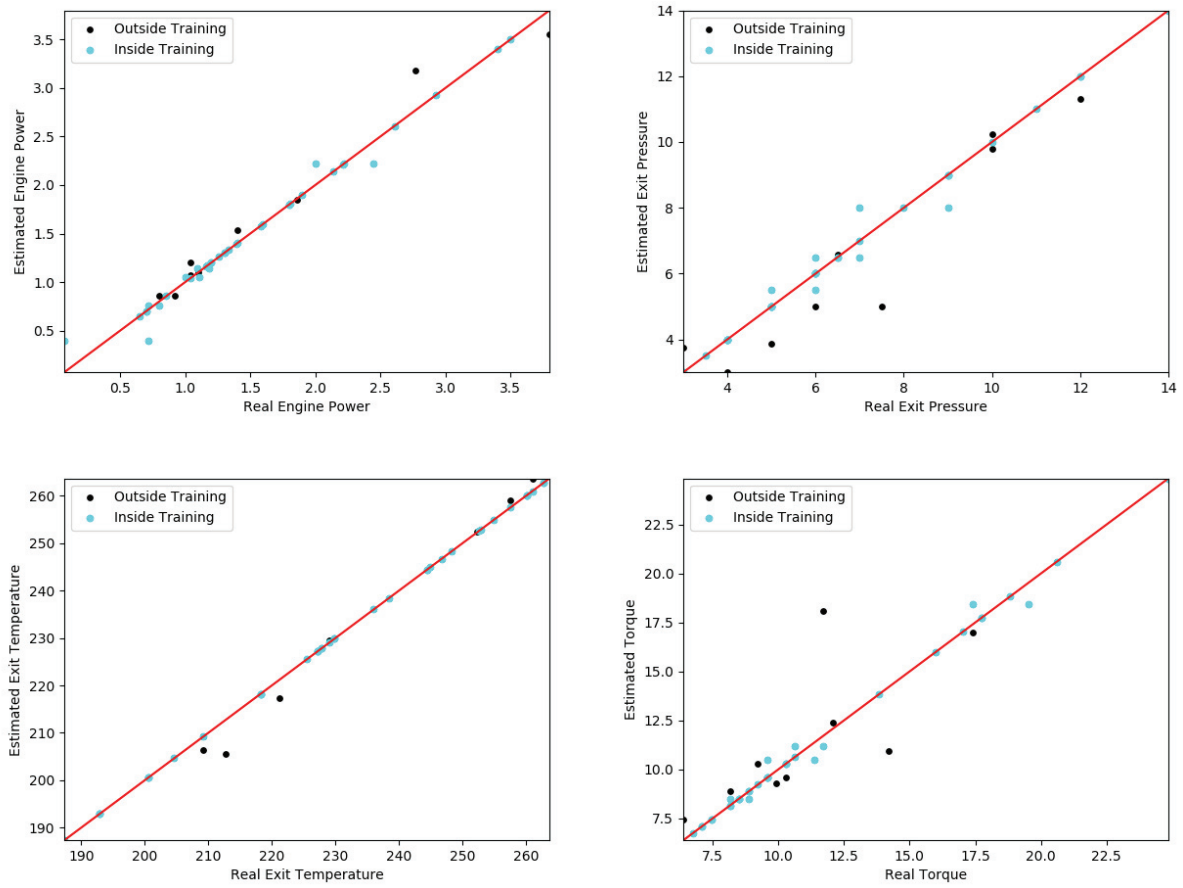 Outside Training
Inside Training
3.5
3.0
2.5
2.0
1.5
1.0
0.5
Estimated Engine Power
0.5 1.0 1.5 2.0 2.5 3.0 3.5
Real Engine Power
Outside Training
Inside Training
14
12
10
8
6
4
Estimated Exit Pressure
4 6 8 10 12 14
Real Exit Pressure
Outside Training
Inside Training
260
250
240
230
220
210
200
190
Estimated Exit Temperature
190 200 210 220 230 240 250 260
Real Exit Temperature
Outside Training
Inside Training
22.5
20.0
17.5
15.0
12.5
10.0
7.5
Estimated Torque
7.5 10.0 12.5 15.0 17.5 20.0 22.5
Real Torque